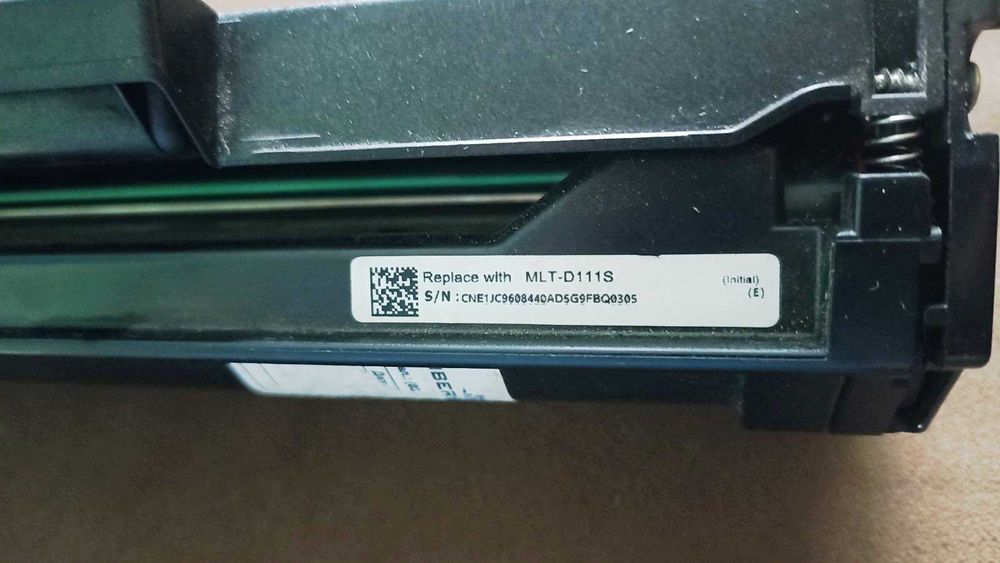 Replace with MLT-D111S
(Initial)
S/N : CNE1JC9608440AD5G9FBQ0305
(E)